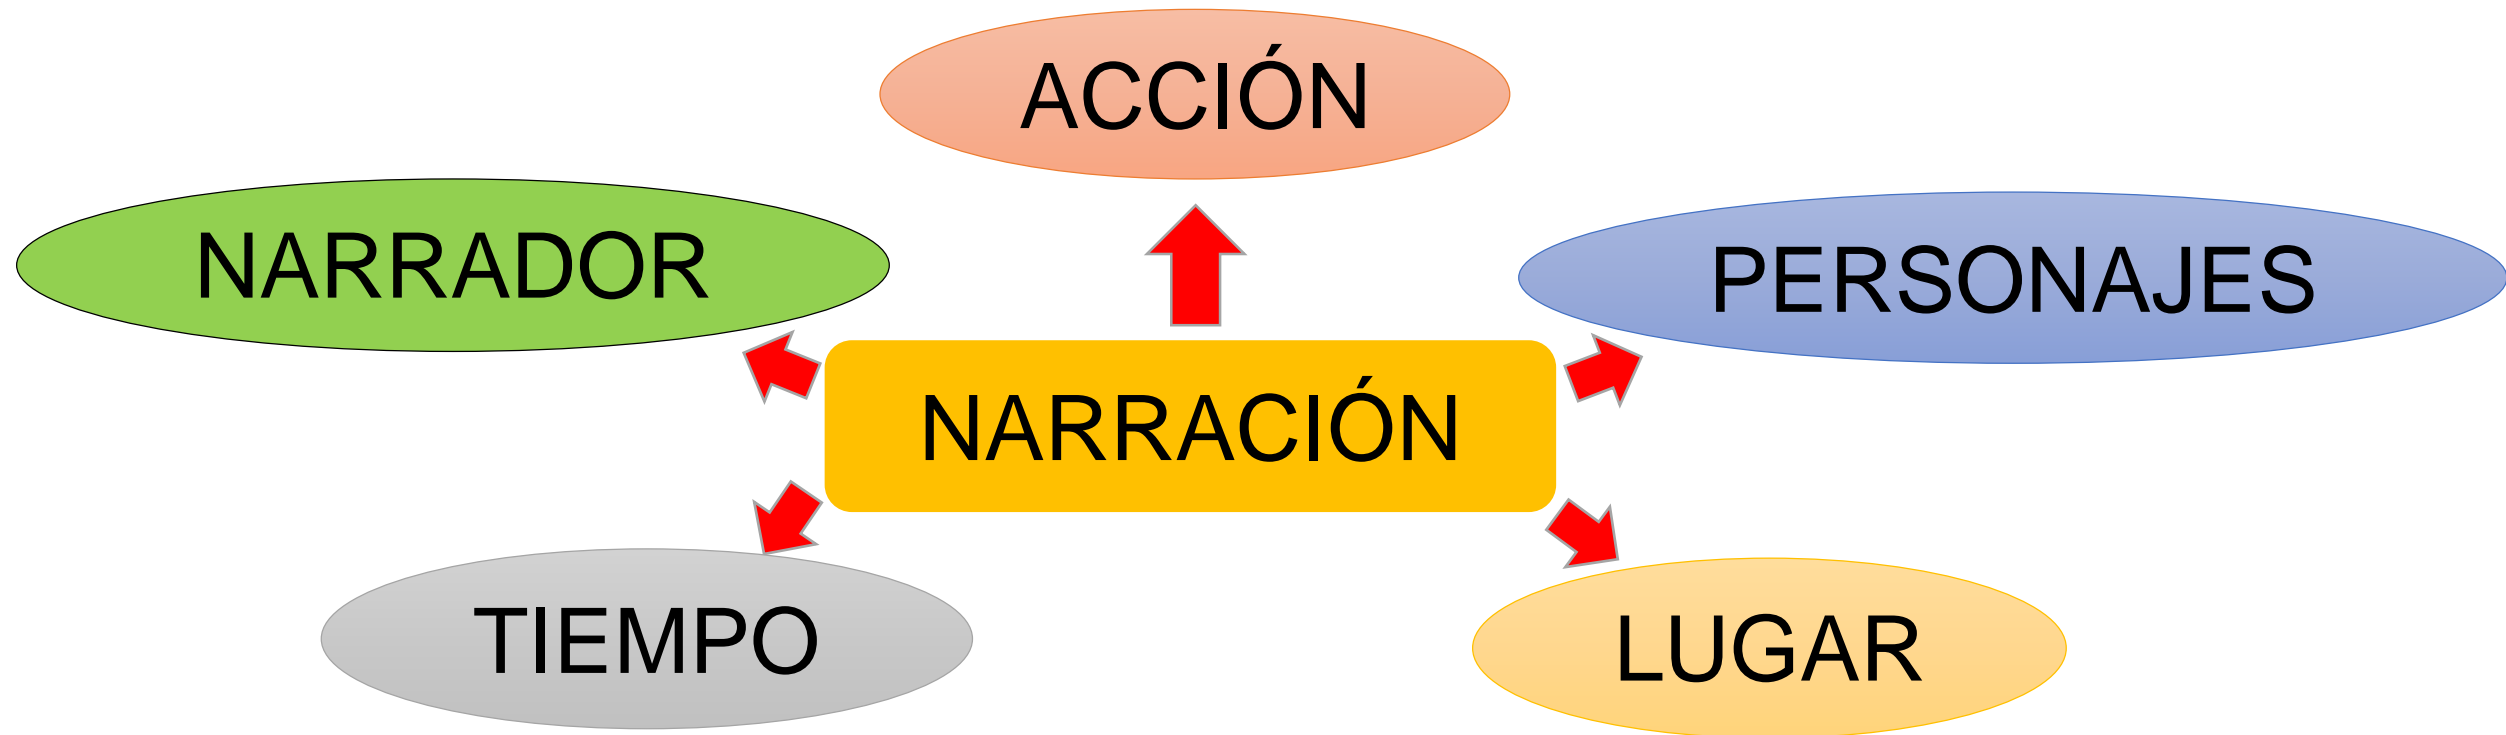 ACCIÓN
NARRADOR
PERSONAJES
NARRACIÓN
TIEMPO
LUGAR